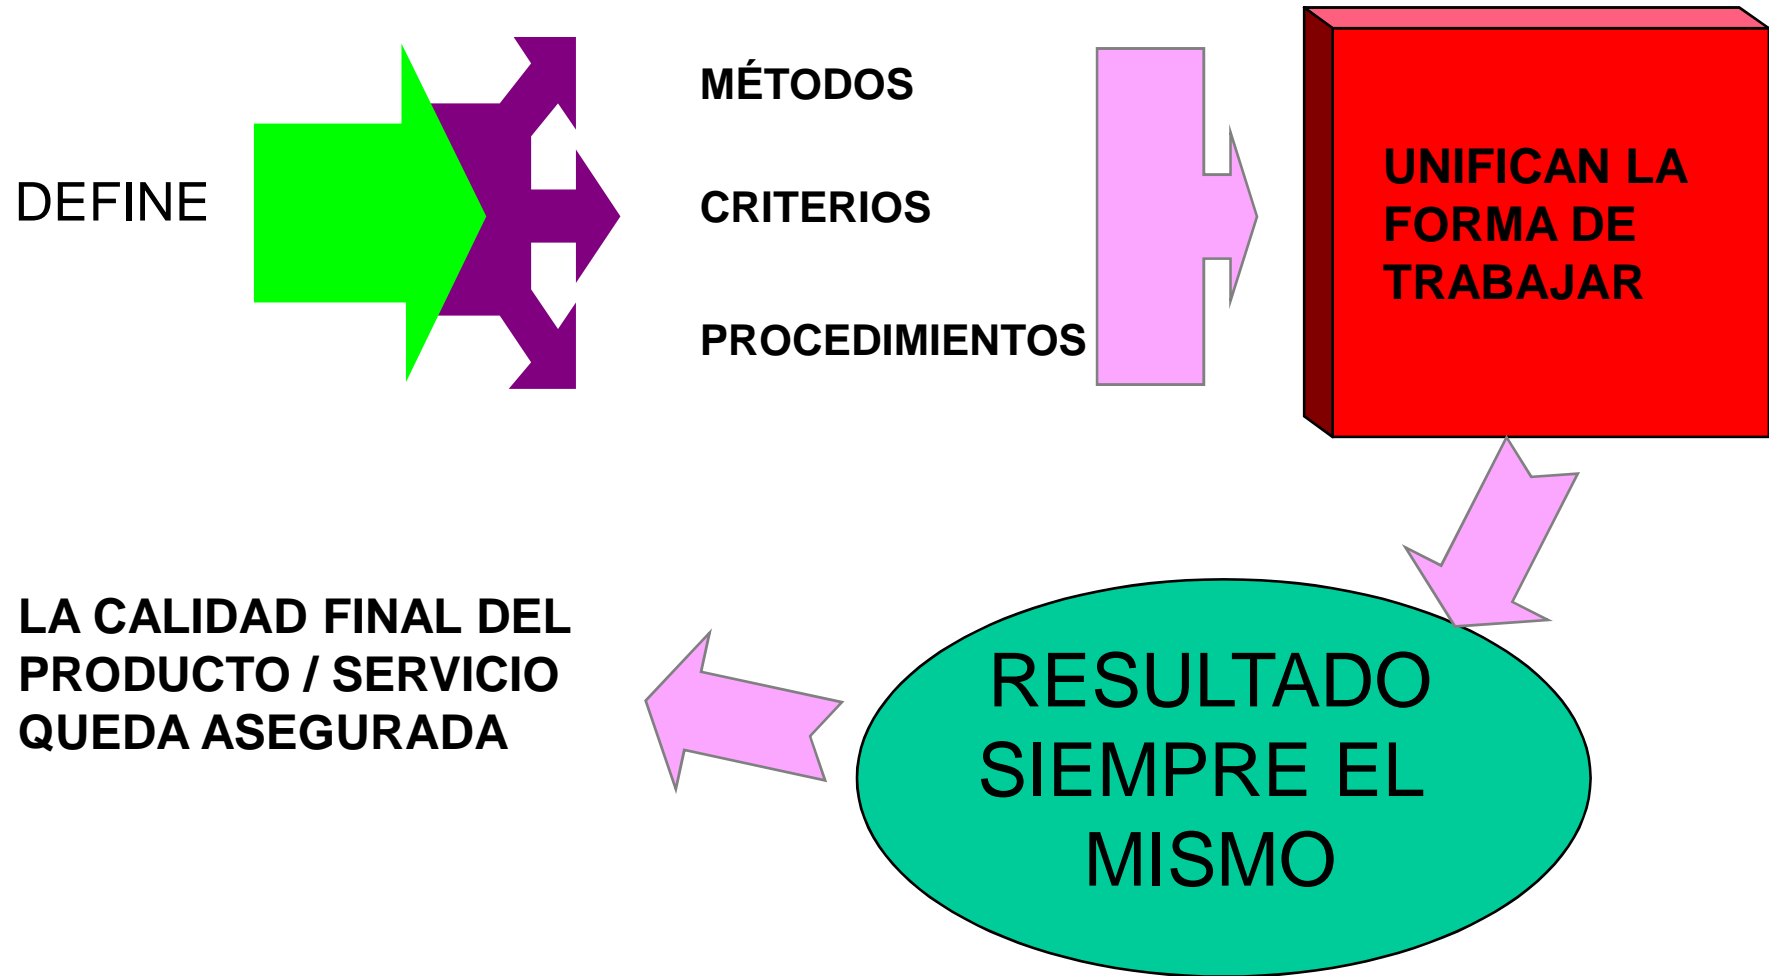 DEFINE
MÉTODOS
CRITERIOS
PROCEDIMIENTOS
UNIFICAN LA
FORMA DE
TRABAJAR
RESULTADO
SIEMPRE EL
MISMO
LA CALIDAD FINAL DEL
PRODUCTO / SERVICIO
QUEDA ASEGURADA